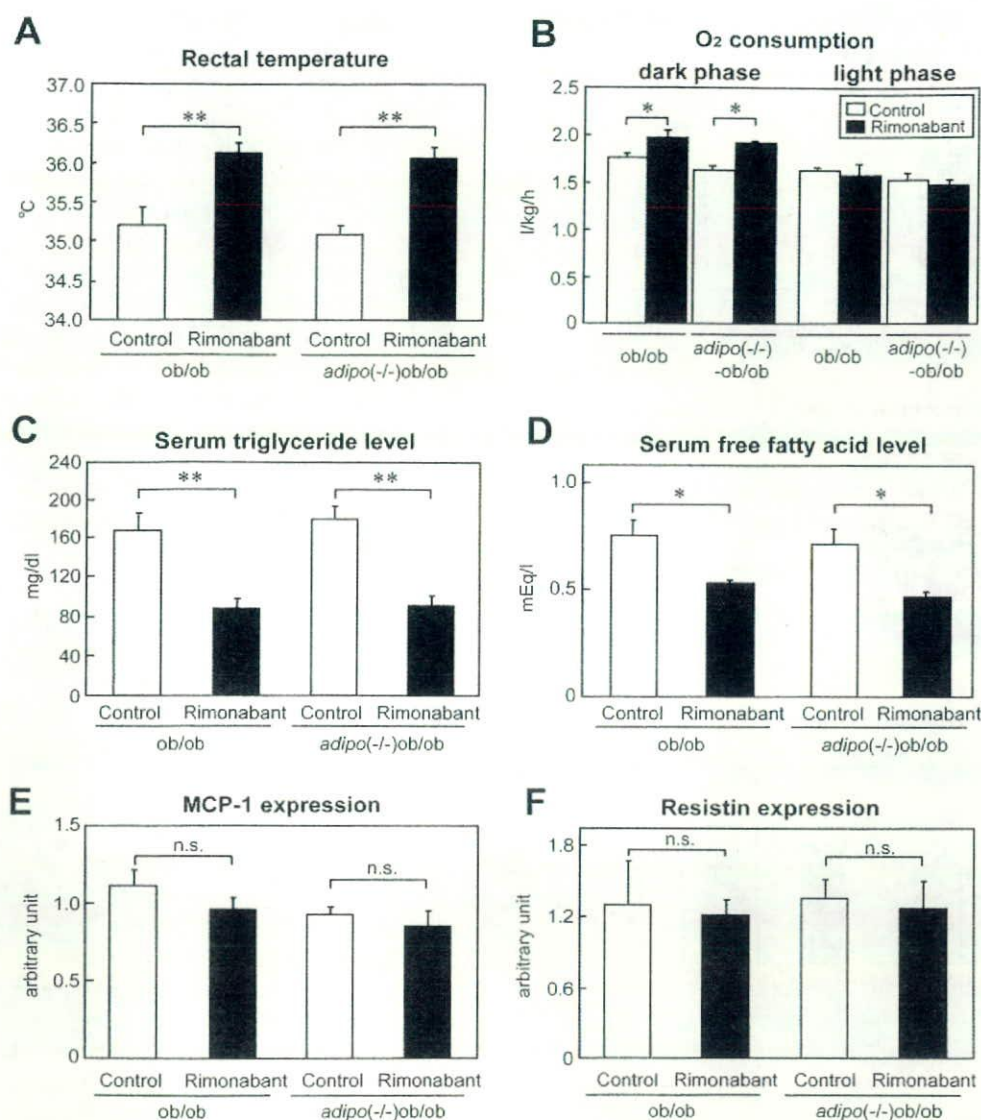 A
Rectal temperature
37.0
36.5
36.0
35.5
35.0
34.5
34.0
°C
**
**
Control Rimonabant Control Rimonabant
ob/ob adipo(-/-)ob/ob
B
O₂ consumption
dark phase light phase
2.5
2.0
1.5
1.0
0.5
0
l/kg/h
Control
Rimonabant
*
*
ob/ob adipo(-/-) ob/ob adipo(-/-)
-ob/ob -ob/ob
C
Serum triglyceride level
240
200
160
120
80
40
0
mg/dl
**
**
Control Rimonabant Control Rimonabant
ob/ob adipo(-/-)ob/ob
D
Serum free fatty acid level
1.0
0.5
0
mEq/l
*
*
Control Rimonabant Control Rimonabant
ob/ob adipo(-/-)ob/ob
E
MCP-1 expression
1.5
1.0
0.5
0
arbitrary unit
n.s.
n.s.
Control Rimonabant Control Rimonabant
ob/ob adipo(-/-)ob/ob
F
Resistin expression
1.8
1.2
0.6
0
arbitrary unit
n.s.
n.s.
Control Rimonabant Control Rimonabant
ob/ob adipo(-/-)ob/ob